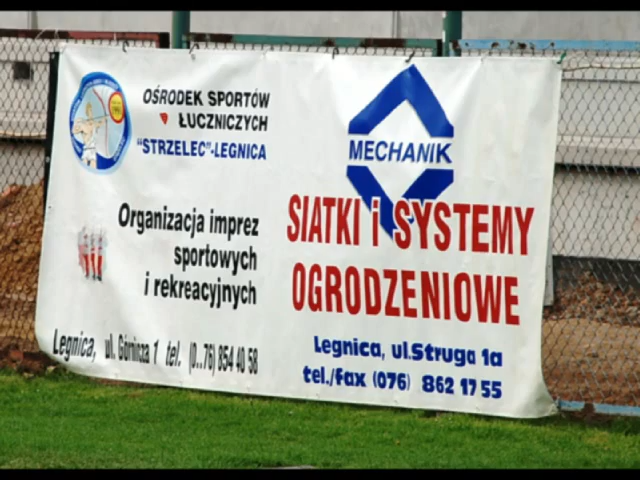 OŚRODEK SPORTÓW
ŁUCZNICZYCH
"STRZELEC"-LEGNICA
Organizacja imprez
sportowych
i rekreacyjnych
Legnica, ul. Górnicza 1 tel. (0..76) 854 40 58
MECHANIK
SIATKI i SYSTEMY
OGRODZENIOWE
Legnica, ul.Struga 1a
tel./fax (076) 862 17 55